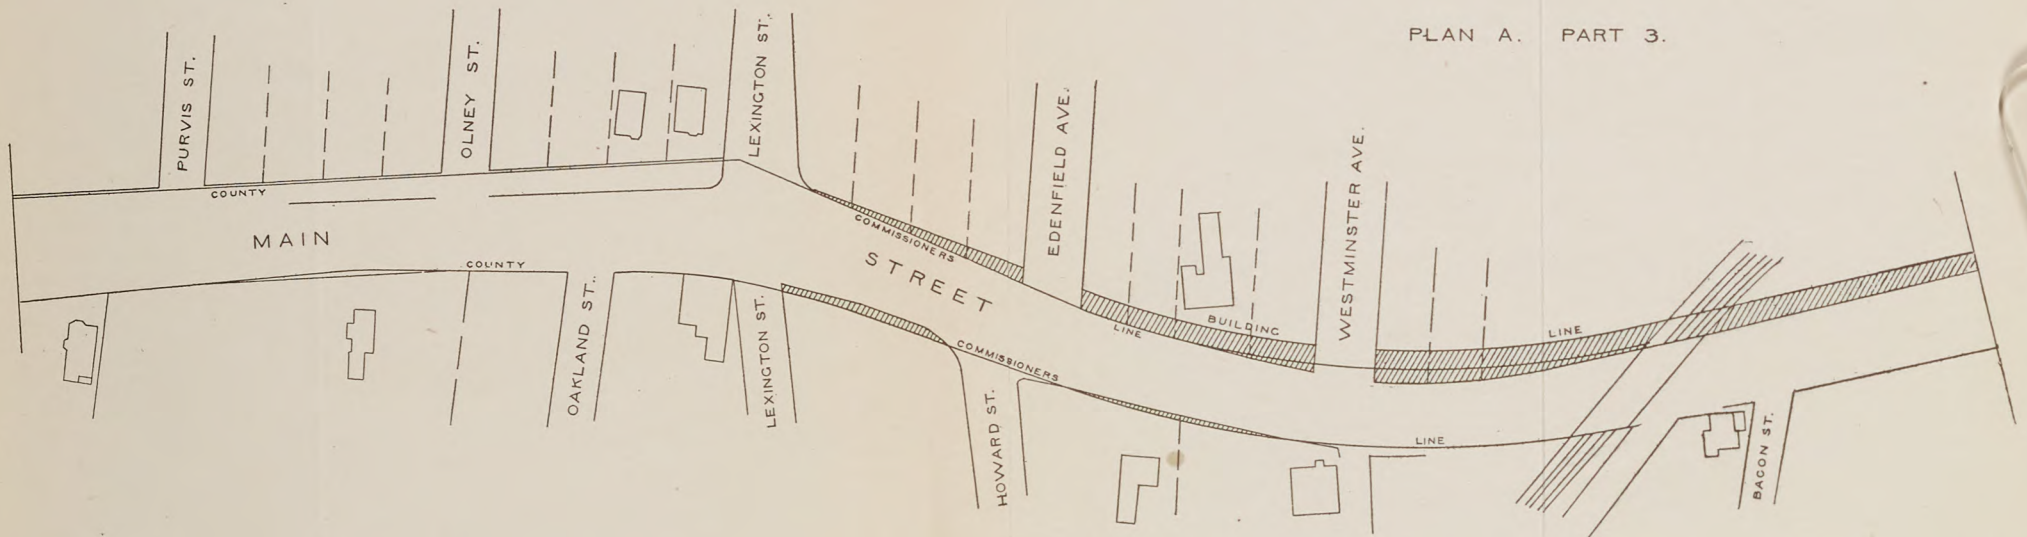 PLAN A. PART 3.
PURVIS ST.
OLNEY ST.
LEXINGTON ST.
EDENFIELD AVE.
WESTMINSTER AVE.
COUNTY
COMMISSIONERS
LINE
BUILDING
LINE
MAIN STREET
COUNTY
COMMISSIONERS
LINE
OAKLAND ST.
LEXINGTON ST.
HOWARD ST.
BACON ST.